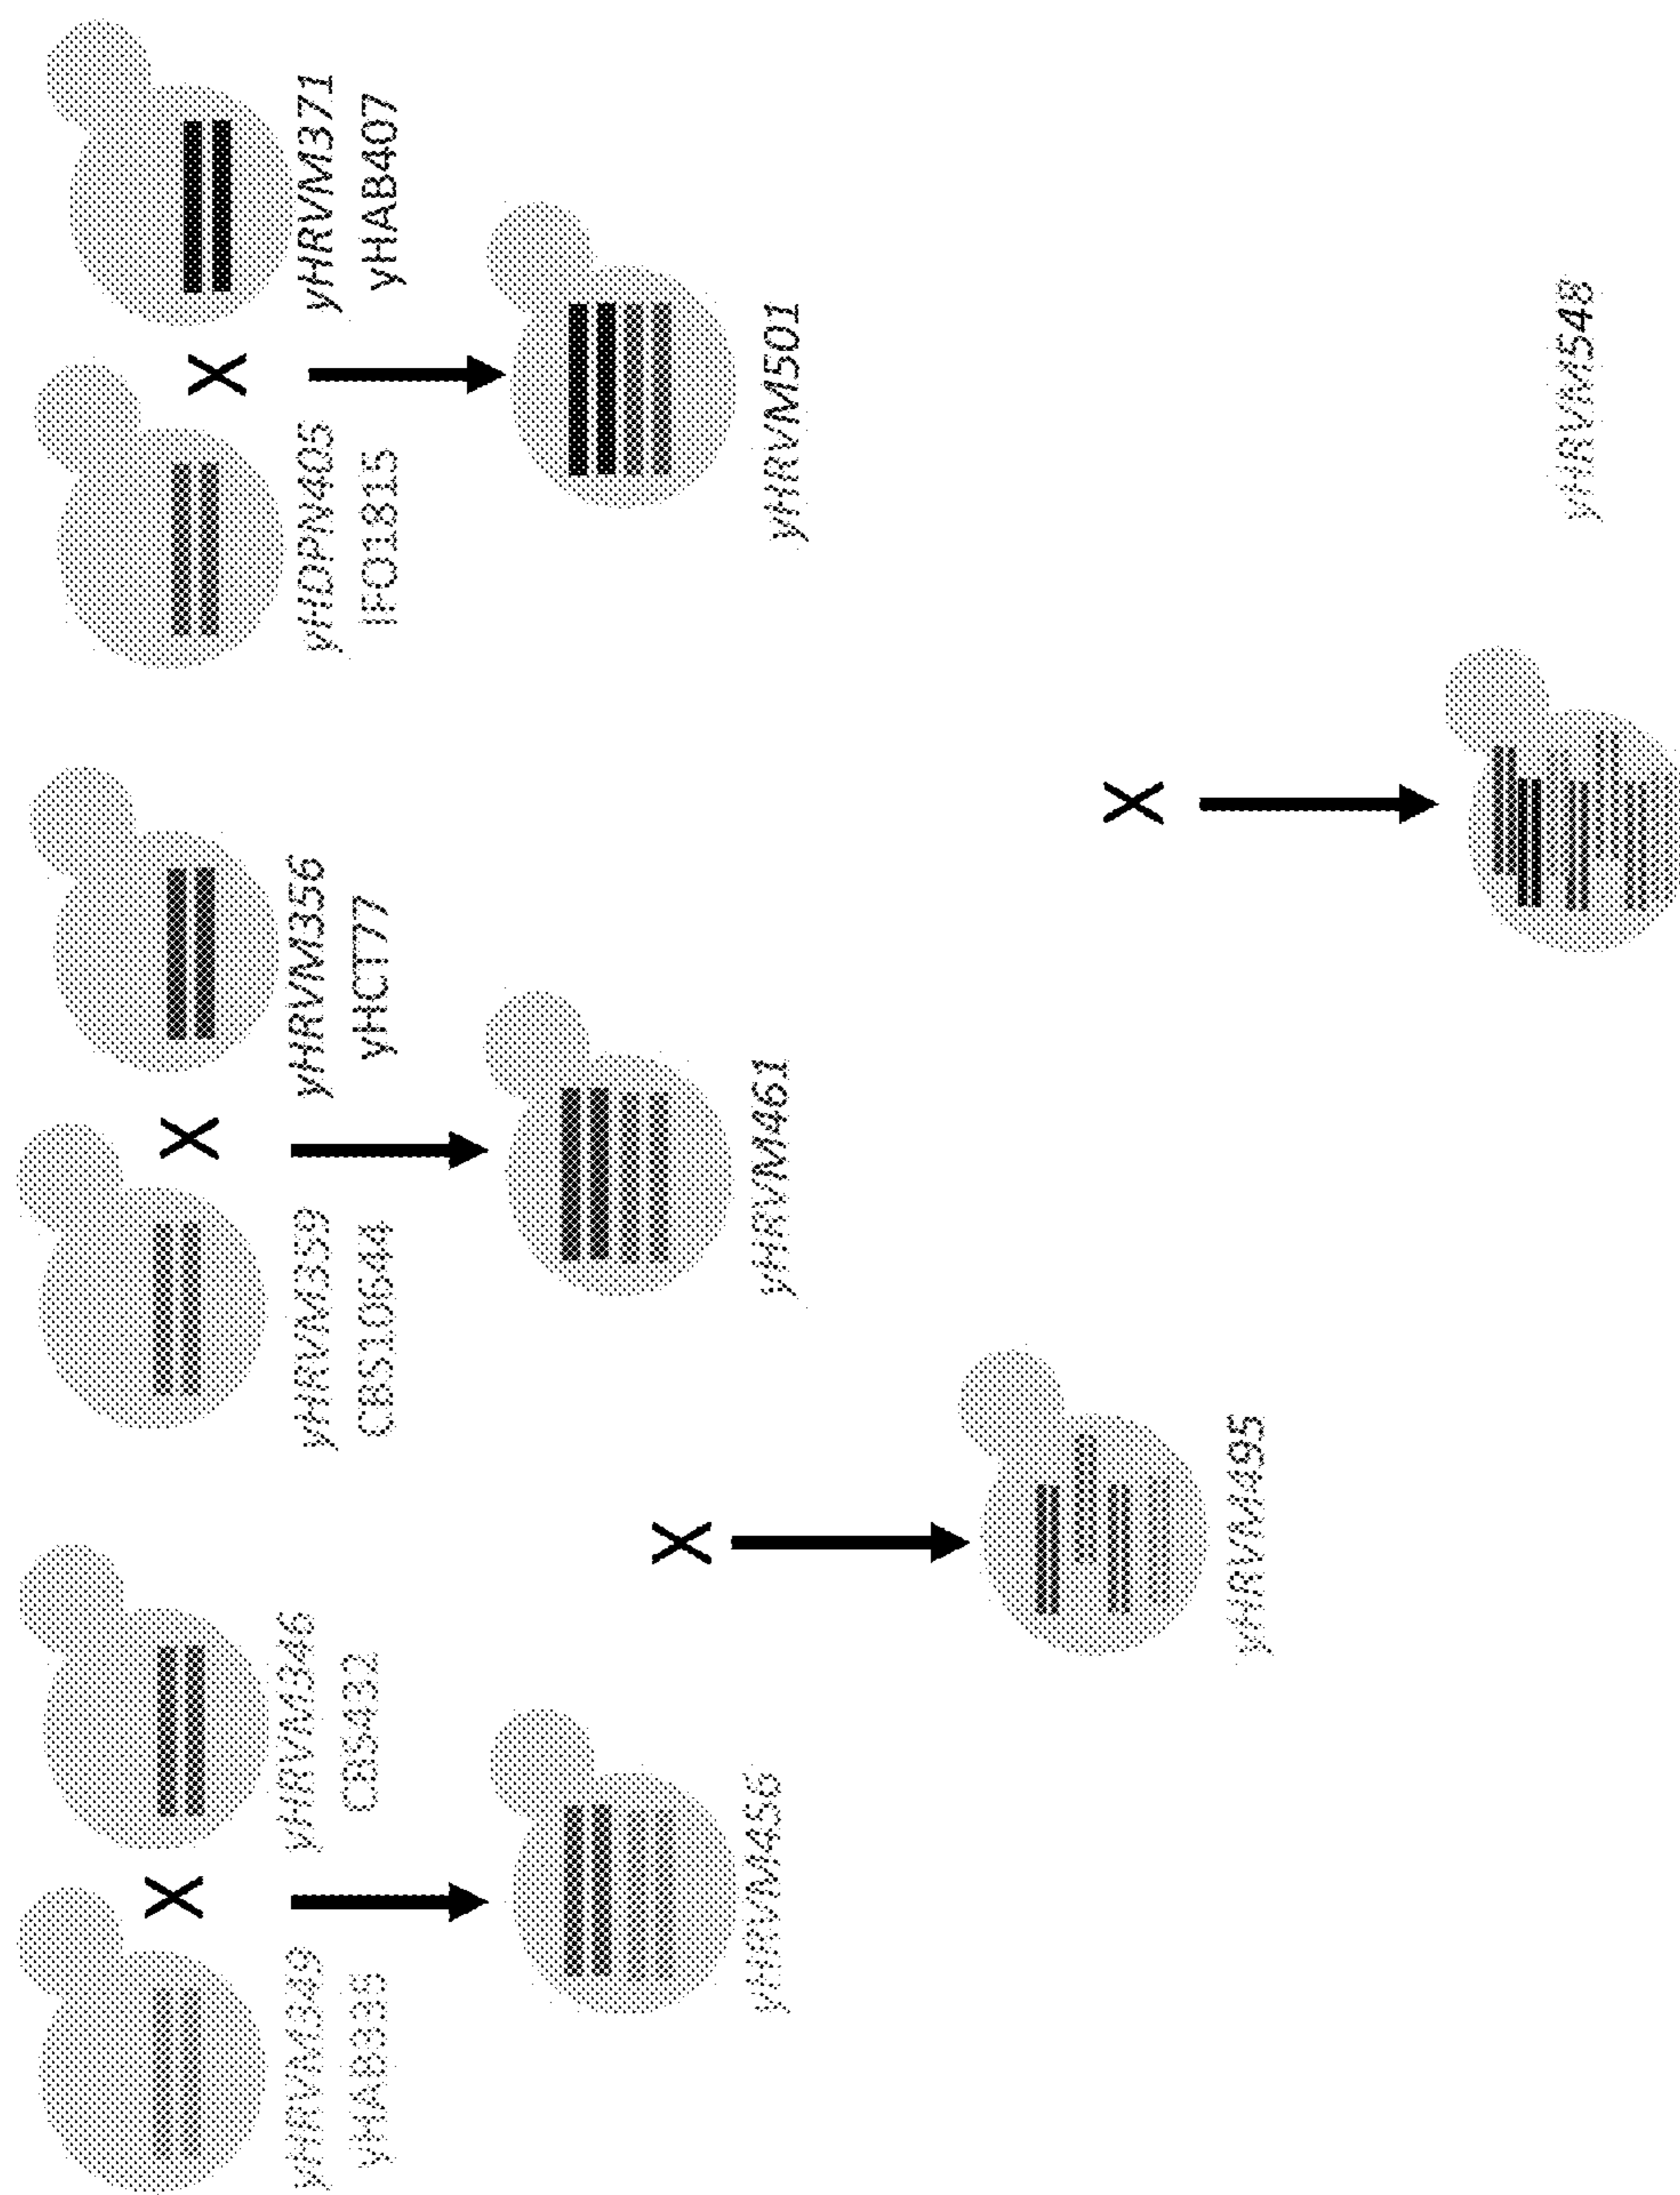 yHRVM349
yHAB335
X
yHRVM346
CBS432
yHRVM359
CBS10644
X
yHRVM356
yHCT77
yHDPN405
IFO1815
X
yHRVM371
yHAB407
yHRVM456
X
yHRVM461
yHRVM501
yHRVM495
X
yHRVM548